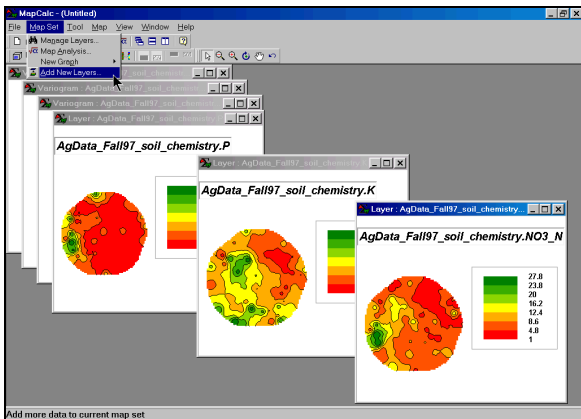 MapCalc - (Untitled)
File Map Set Tool Map View Window Help
Manage Layers...
Map Analysis...
New Graph
Add New Layers...
Variogram : AgData_Fall97_soil_chemistry
Variogram : AgData_Fall97_soil_chemistry
Layer : AgData_Fall97_soil_chemistry
AgData_Fall97_soil_chemistry.P
Layer : AgData_Fall97_soil_chemistry
AgData_Fall97_soil_chemistry.K
Layer : AgData_Fall97_soil_chemistry...
AgData_Fall97_soil_chemistry.NO3_N
27.8
23.8
20
16.2
12.4
8.6
4.8
1
Add more data to current map set